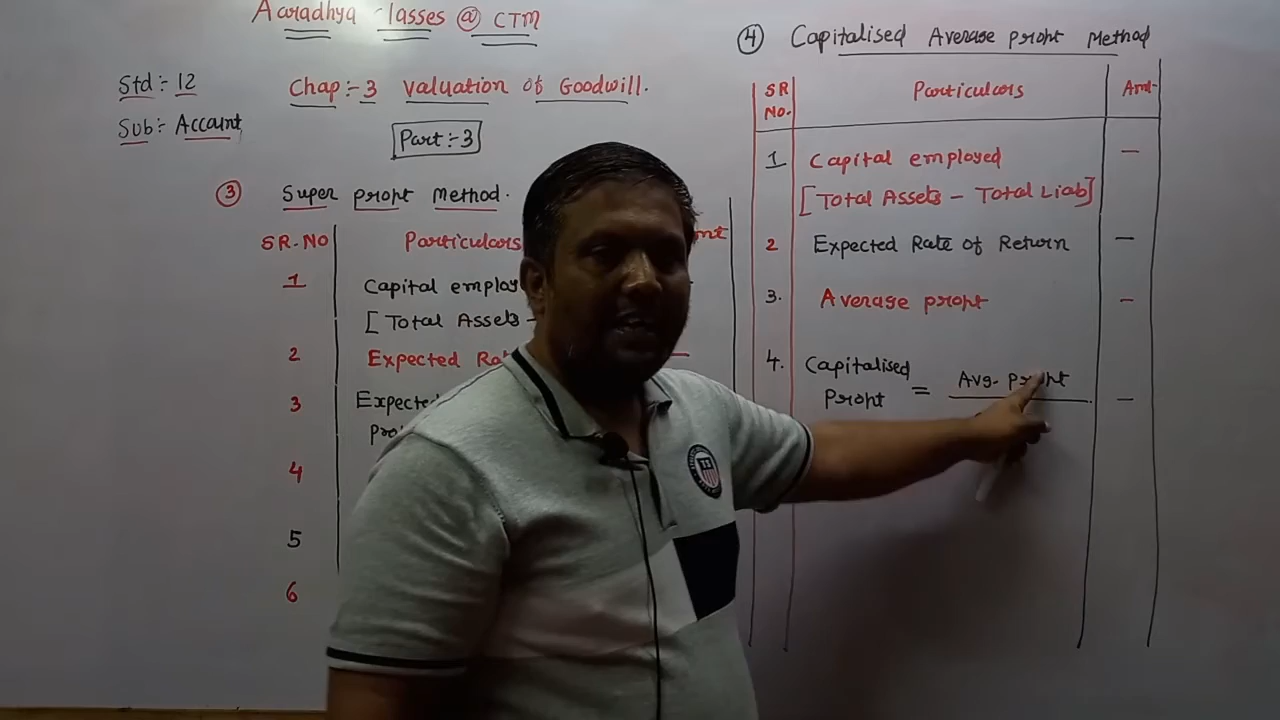 Aaradhya Classes @ CTM
Std :- 12
Chap :- 3 Valuation of Goodwill.
Sub :- Account
Part :- 3
③ Super profit Method.
SR. NO Particulars
1 Capital
[Total Assets -
2 Expected
3
4
5
6
④ Capitalised Average profit Method
SR NO. Particulars Amt-
1 Capital employed -
[Total Assets - Total Liab]
2 Expected Rate of Return -
3. Average profit -
4. Capitalised Profit = Avg. profit -